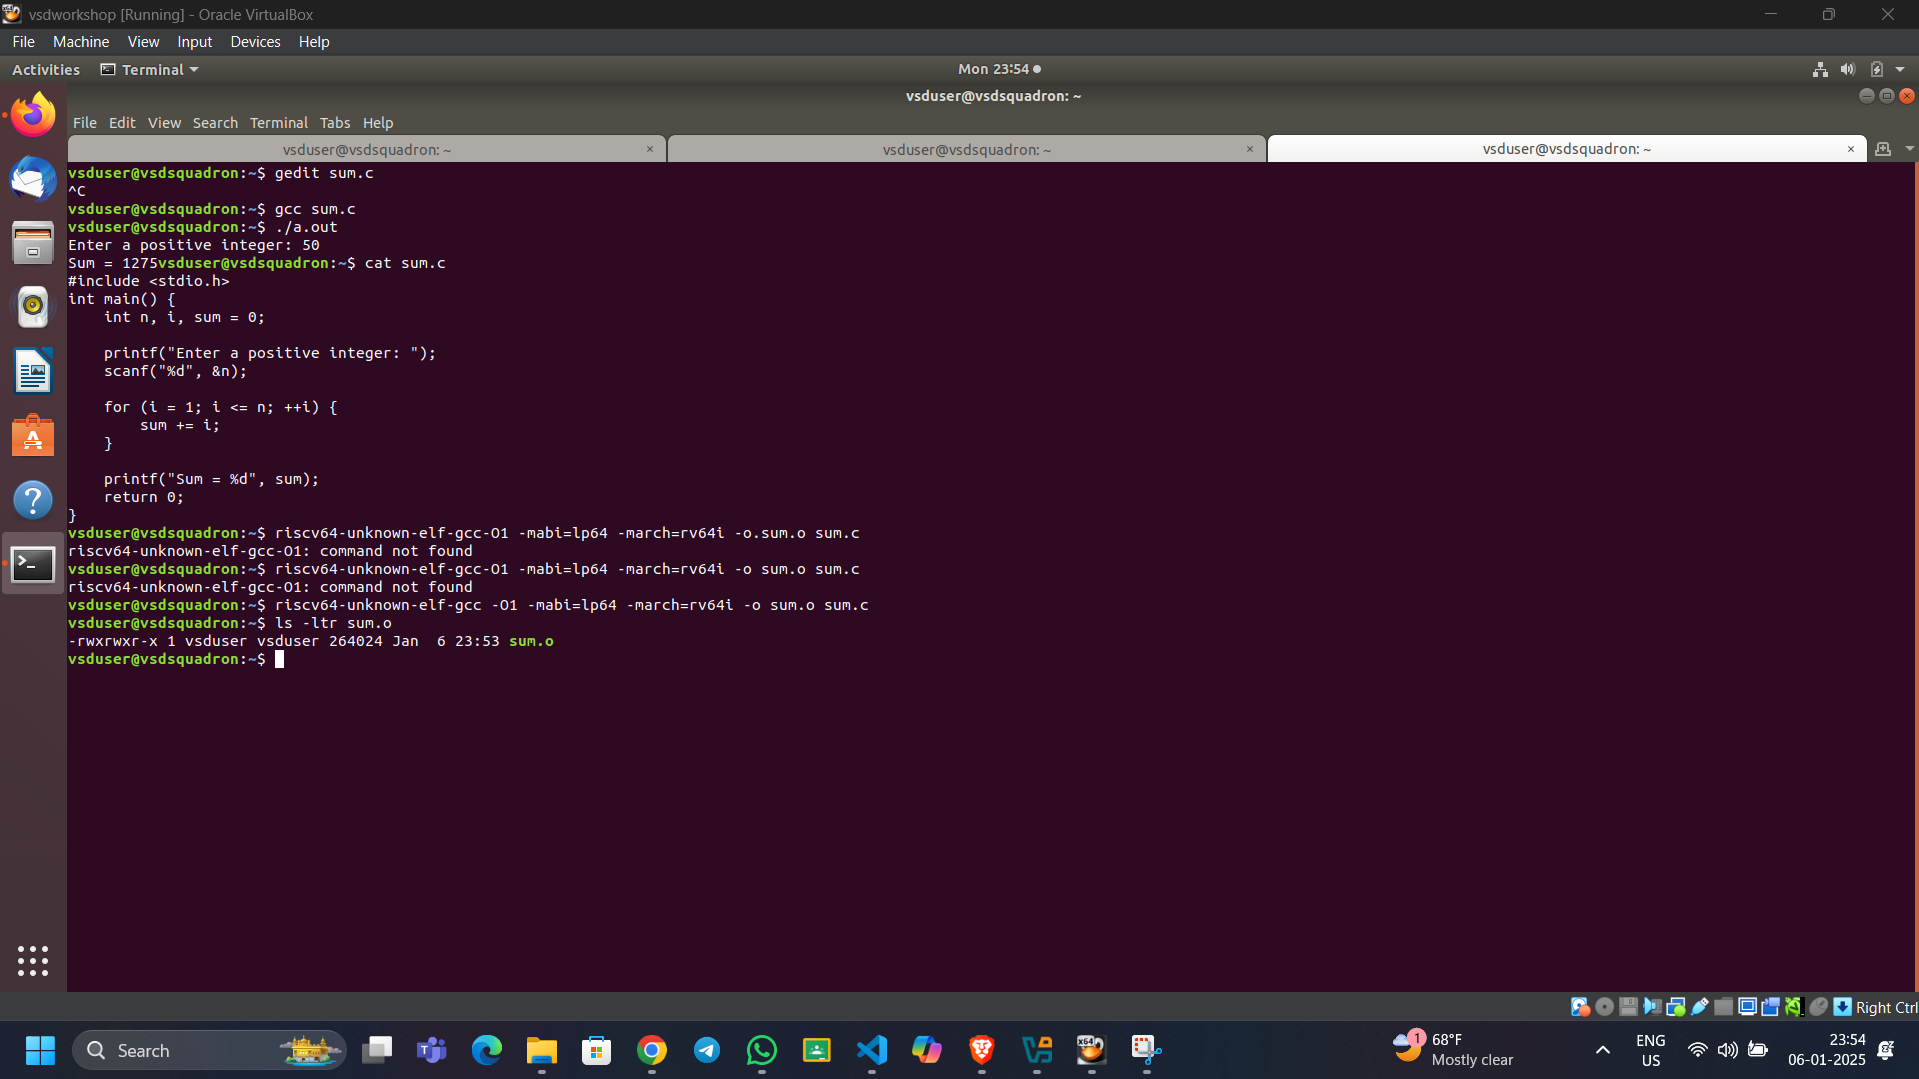 vsdworkshop [Running] - Oracle VirtualBox
File Machine View Input Devices Help
Activities Terminal Mon 23:54
vsduser@vsdsquadron: ~
File Edit View Search Terminal Tabs Help
vsduser@vsdsquadron: ~ × vsduser@vsdsquadron: ~ × vsduser@vsdsquadron: ~ ×
vsduser@vsdsquadron:~$ gedit sum.c
^C
vsduser@vsdsquadron:~$ gcc sum.c
vsduser@vsdsquadron:~$ ./a.out
Enter a positive integer: 50
Sum = 1275vsduser@vsdsquadron:~$ cat sum.c
#include <stdio.h>
int main() {
    int n, i, sum = 0;
    printf("Enter a positive integer: ");
    scanf("%d", &n);
    for (i = 1; i <= n; ++i) {
        sum += i;
    }
    printf("Sum = %d", sum);
    return 0;
}
vsduser@vsdsquadron:~$ riscv64-unknown-elf-gcc-O1 -mabi=lp64 -march=rv64i -o.sum.o sum.c
riscv64-unknown-elf-gcc-O1: command not found
vsduser@vsdsquadron:~$ riscv64-unknown-elf-gcc-O1 -mabi=lp64 -march=rv64i -o sum.o sum.c
riscv64-unknown-elf-gcc-O1: command not found
vsduser@vsdsquadron:~$ riscv64-unknown-elf-gcc -O1 -mabi=lp64 -march=rv64i -o sum.o sum.c
vsduser@vsdsquadron:~$ ls -ltr sum.o
-rwxrwxr-x 1 vsduser vsduser 264024 Jan  6 23:53 sum.o
vsduser@vsdsquadron:~$
Right Ctrl
Search
1
68°F
Mostly clear
ENG
US
23:54
06-01-2025